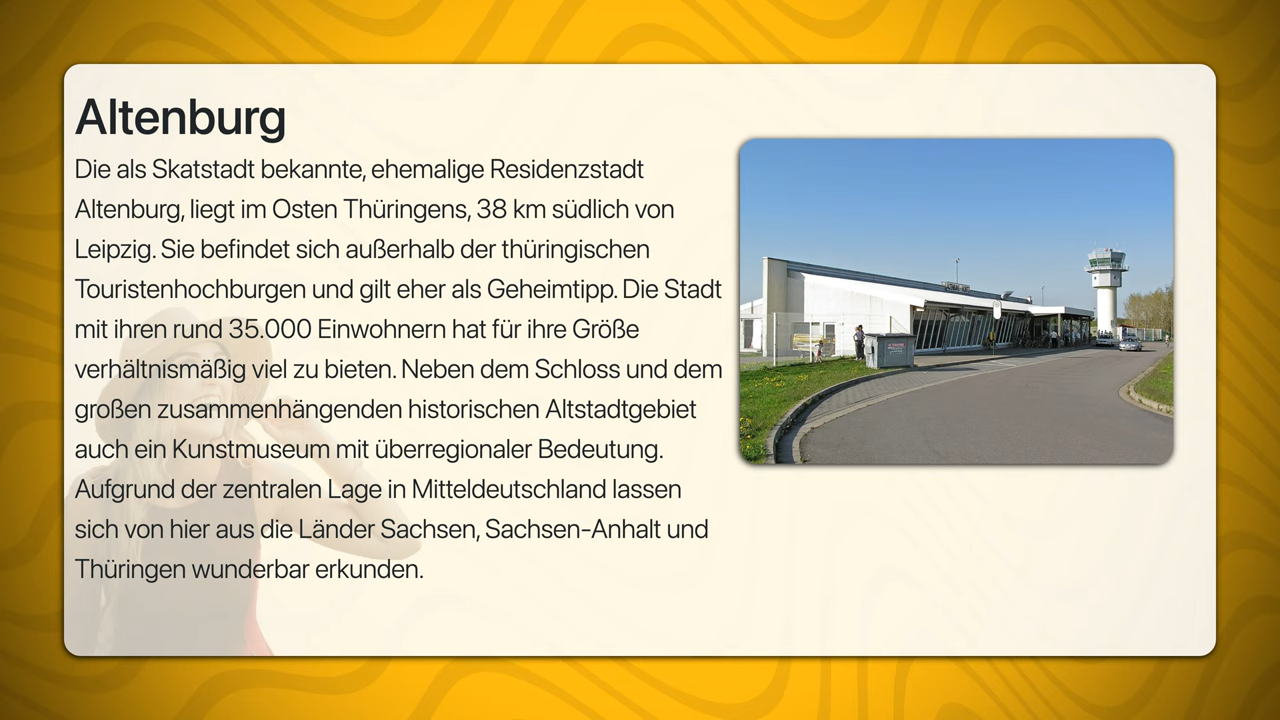 Altenburg
Die als Skatstadt bekannte, ehemalige Residenzstadt
Altenburg, liegt im Osten Thüringens, 38 km südlich von
Leipzig. Sie befindet sich außerhalb der thüringischen
Touristenhochburgen und gilt eher als Geheimtipp. Die Stadt
mit ihren rund 35.000 Einwohnern hat für ihre Größe
verhältnismäßig viel zu bieten. Neben dem Schloss und dem
großen zusammenhängenden historischen Altstadtgebiet
auch ein Kunstmuseum mit überregionaler Bedeutung.
Aufgrund der zentralen Lage in Mitteldeutschland lassen
sich von hier aus die Länder Sachsen, Sachsen-Anhalt und
Thüringen wunderbar erkunden.